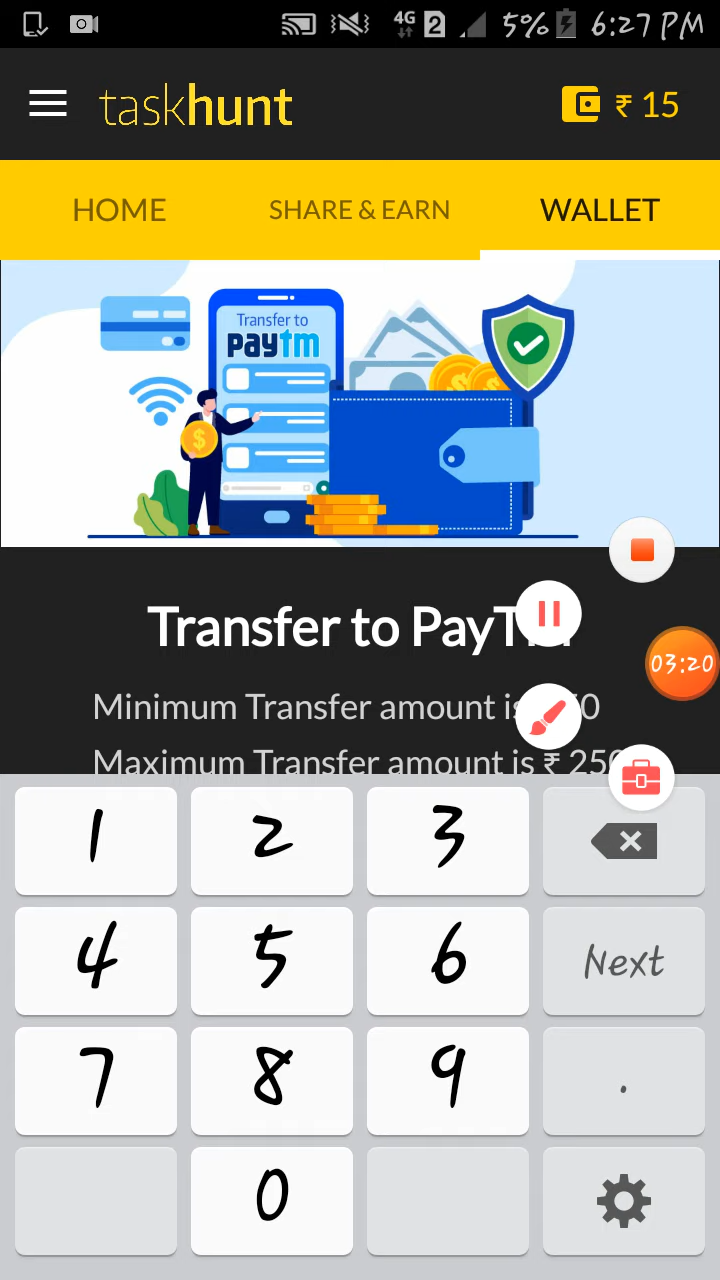 4G 2 5% 6:27 PM
taskhunt ₹ 15
HOME SHARE & EARN WALLET
Transfer to
paytm
Transfer to
Minimum Transfer amount is
03:20
Maximum Transfer amount is ₹
1 2 3
4 5 6 Next
7 8 9 .
0